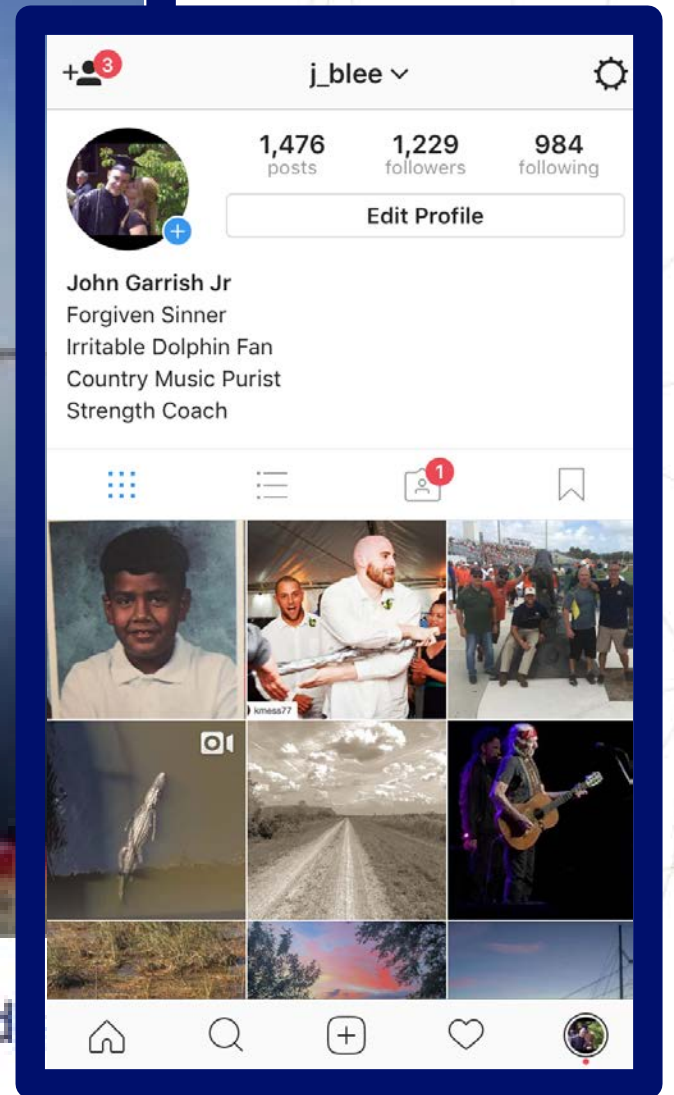 3
j_blee
1,476 1,229 984
posts followers following
Edit Profile
John Garrish Jr
Forgiven Sinner
Irritable Dolphin Fan
Country Music Purist
Strength Coach
1
kmess77